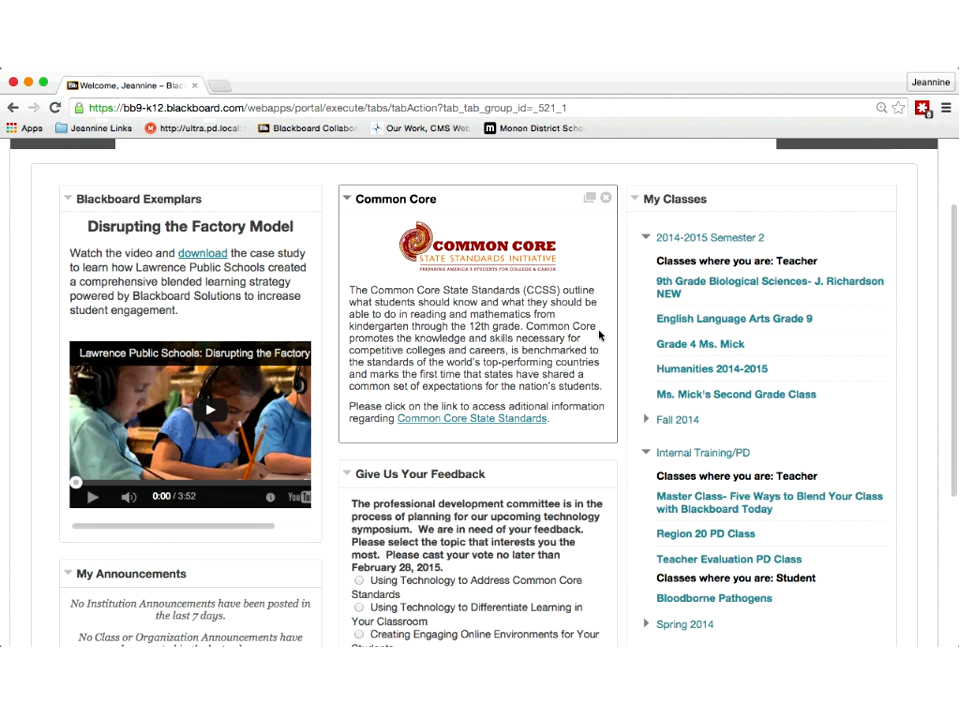 Welcome, Jeannine – Blac
Jeannine
https://bb9-k12.blackboard.com/webapps/portal/execute/tabs/tabAction?tab_tab_group_id=_521_1
Apps
Jeannine Links
http://ultra.pd.local:
Blackboard Collabo
Our Work, CMS Web
Monon District Scho
Blackboard Exemplars
Disrupting the Factory Model
Watch the video and download the case study
to learn how Lawrence Public Schools created
a comprehensive blended learning strategy
powered by Blackboard Solutions to increase
student engagement.
Lawrence Public Schools: Disrupting the Factory
0:00 / 3:52
You
My Announcements
No Institution Announcements have been posted in
the last 7 days.
No Class or Organization Announcements have
Common Core
COMMON CORE
STATE STANDARDS INITIATIVE
PREPARING AMERICA'S STUDENTS FOR COLLEGE & CAREER
The Common Core State Standards (CCSS) outline
what students should know and what they should be
able to do in reading and mathematics from
kindergarten through the 12th grade. Common Core
promotes the knowledge and skills necessary for
competitive colleges and careers, is benchmarked to
the standards of the world's top-performing countries
and marks the first time that states have shared a
common set of expectations for the nation's students.
Please click on the link to access aditional information
regarding Common Core State Standards.
Give Us Your Feedback
The professional development committee is in the
process of planning for our upcoming technology
symposium. We are in need of your feedback.
Please select the topic that interests you the
most. Please cast your vote no later than
February 28, 2015.
Using Technology to Address Common Core
Standards
Using Technology to Differentiate Learning in
Your Classroom
Creating Engaging Online Environments for Your
My Classes
2014-2015 Semester 2
Classes where you are: Teacher
9th Grade Biological Sciences- J. Richardson
NEW
English Language Arts Grade 9
Grade 4 Ms. Mick
Humanities 2014-2015
Ms. Mick's Second Grade Class
Fall 2014
Internal Training/PD
Classes where you are: Teacher
Master Class- Five Ways to Blend Your Class
with Blackboard Today
Region 20 PD Class
Teacher Evaluation PD Class
Classes where you are: Student
Bloodborne Pathogens
Spring 2014